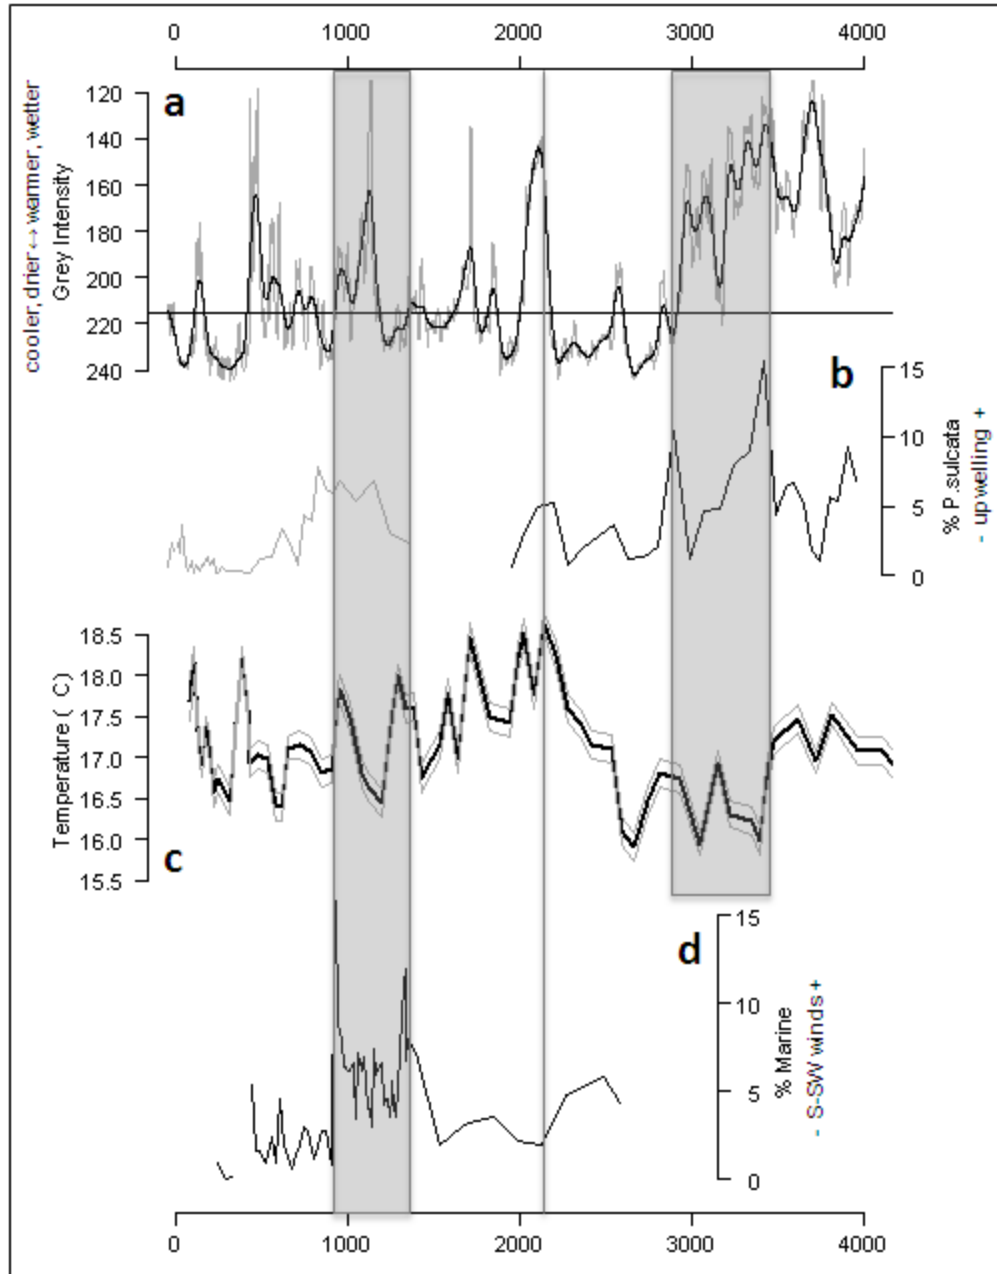 0 1000 2000 3000 4000
a
cooler, drier ↔ warmer, wetter
Grey Intensity
120
140
160
180
200
220
240
b
15
10
5
0
% P.sulcata
- upwelling +
Temperature ( C)
18.5
18.0
17.5
17.0
16.5
16.0
15.5
c
d
15
10
5
0
% Marine
- S-SW winds +
0 1000 2000 3000 4000